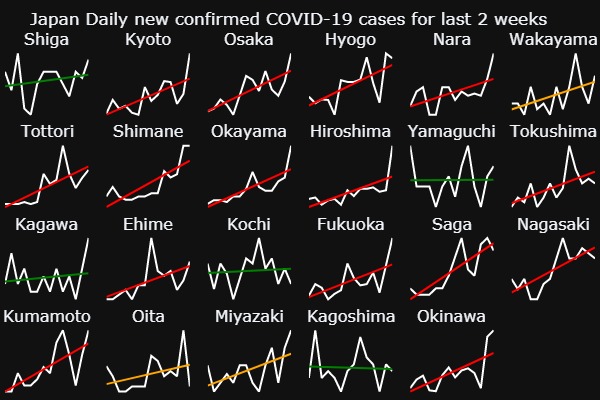 Japan Daily new confirmed COVID-19 cases for last 2 weeks
Shiga Kyoto Osaka Hyogo Nara Wakayama
Tottori Shimane Okayama Hiroshima Yamaguchi Tokushima
Kagawa Ehime Kochi Fukuoka Saga Nagasaki
Kumamoto Oita Miyazaki Kagoshima Okinawa